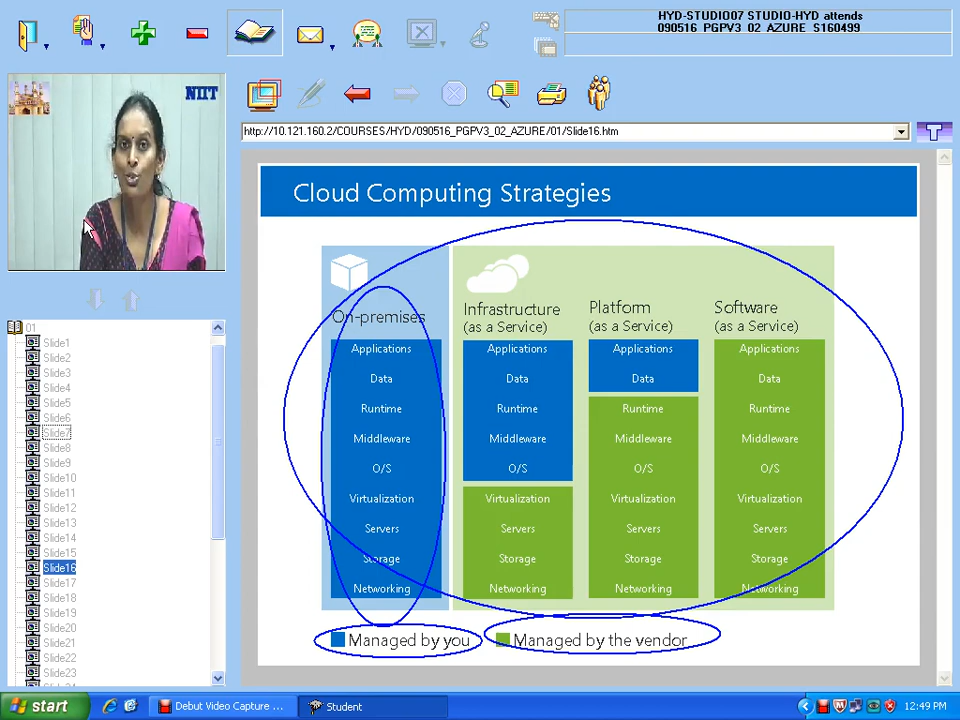 HYD-STUDIO07 STUDIO-HYD attends
090516_PGPV3_02_AZURE_S160499
NIIT
http://10.121.160.2/COURSES/HYD/090516_PGPV3_02_AZURE/01/Slide16.htm
T
Cloud Computing Strategies
On-premises
Applications
Data
Runtime
Middleware
O/S
Virtualization
Servers
Storage
Networking
Infrastructure
(as a Service)
Applications
Data
Runtime
Middleware
O/S
Virtualization
Servers
Storage
Networking
Platform
(as a Service)
Applications
Data
Runtime
Middleware
O/S
Virtualization
Servers
Storage
Networking
Software
(as a Service)
Applications
Data
Runtime
Middleware
O/S
Virtualization
Servers
Storage
Networking
Managed by you
Managed by the vendor
01
Slide1
Slide2
Slide3
Slide4
Slide5
Slide6
Slide7
Slide8
Slide9
Slide10
Slide11
Slide12
Slide13
Slide14
Slide15
Slide16
Slide17
Slide18
Slide19
Slide20
Slide21
Slide22
Slide23
start
Debut Video Capture ...
Student
12:49 PM